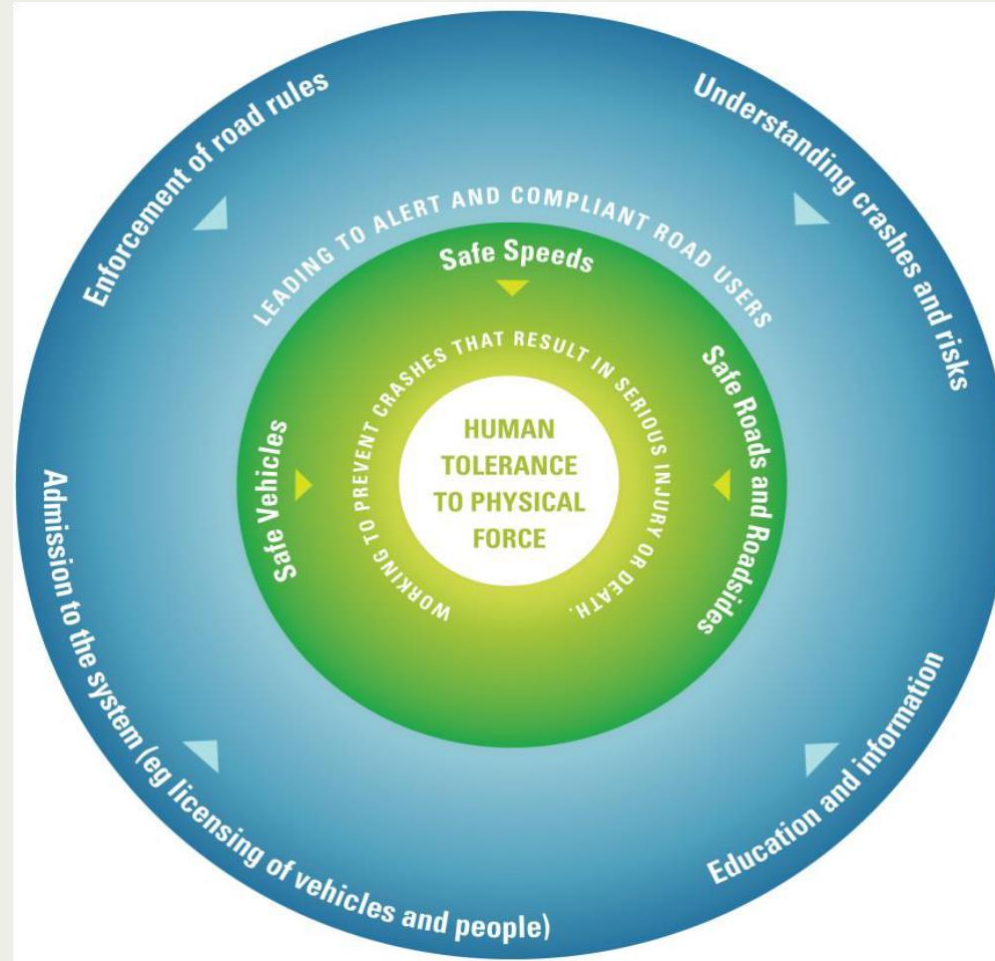 Enforcement of road rules
Understanding crashes and risks
LEADING TO ALERT AND COMPLIANT ROAD USERS
Safe Speeds
Safe Vehicles
Safe Roads and Roadsides
WORKING TO PREVENT CRASHES THAT RESULT IN SERIOUS INJURY OR DEATH.
HUMAN
TOLERANCE
TO PHYSICAL
FORCE
Admission to the system (eg licensing of vehicles and people)
Education and information